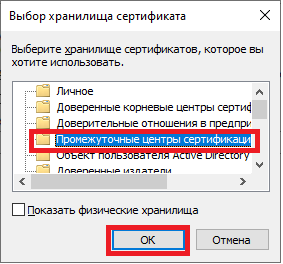 Выбор хранилища сертификата
Выберите хранилище сертификатов, которое вы
хотите использовать.
Личное
Доверенные корневые центры сертиф
Доверительные отношения в предпри
Промежуточные центры сертификаци
Объект пользователя Active Directory
Доверенные издатели
Показать физические хранилища
ОК
Отмена